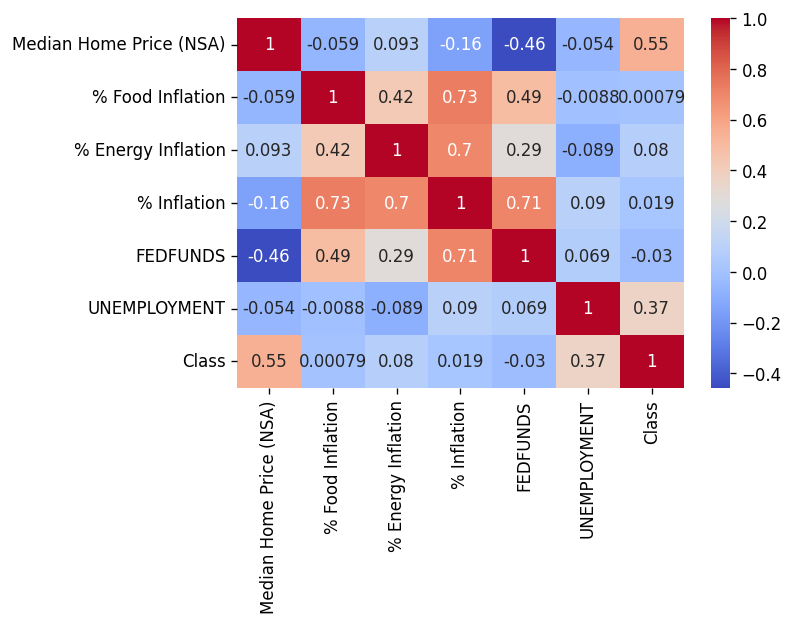 Median Home Price (NSA) 1 -0.059 0.093 -0.16 -0.46 -0.054 0.55
% Food Inflation -0.059 1 0.42 0.73 0.49 -0.0088 0.00079
% Energy Inflation 0.093 0.42 1 0.7 0.29 -0.089 0.08
% Inflation -0.16 0.73 0.7 1 0.71 0.09 0.019
FEDFUNDS -0.46 0.49 0.29 0.71 1 0.069 -0.03
UNEMPLOYMENT -0.054 -0.0088 -0.089 0.09 0.069 1 0.37
Class 0.55 0.00079 0.08 0.019 -0.03 0.37 1
Median Home Price (NSA)
% Food Inflation
% Energy Inflation
% Inflation
FEDFUNDS
UNEMPLOYMENT
Class
1.0
0.8
0.6
0.4
0.2
0.0
−0.2
−0.4